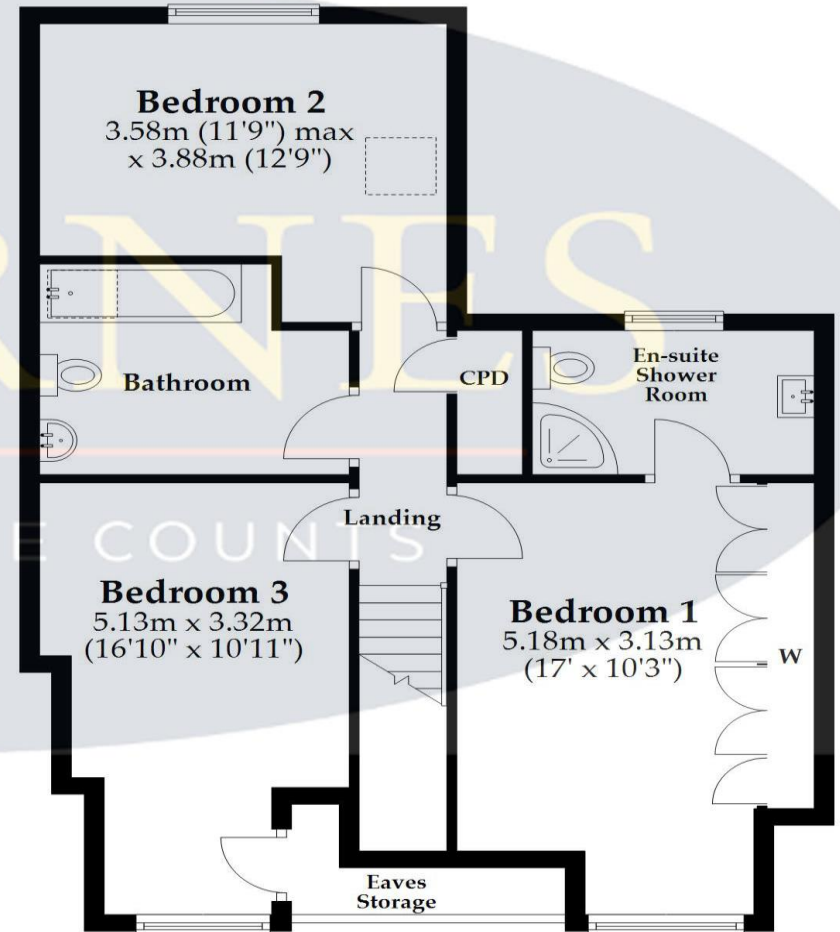 Bedroom 2
3.58m (11'9") max
x 3.88m (12'9")
RNES
En-suite
Shower
Room
CPD
Bathroom
Landing
E COUNTS
Bedroom 3
5.13m x 3.32m
(16'10" x 10'11")
Bedroom 1
5.18m x 3.13m
(17' x 10'3")
W
Eaves
Storage